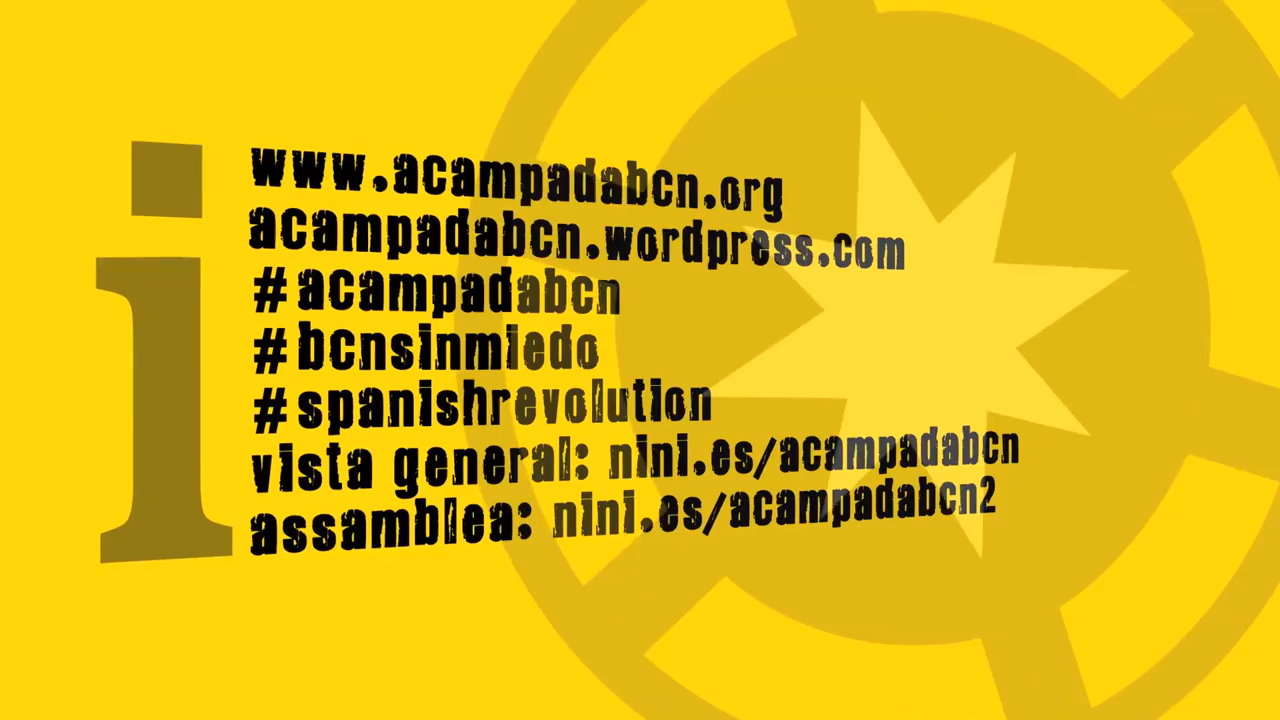 i
www.acampadabcn.org
acampadabcn.wordpress.com
#acampadabcn
#bcnsinmiedo
#spanishrevolution
vista general: nini.es/acampadabcn
assamblea: nini.es/acampadabcn2